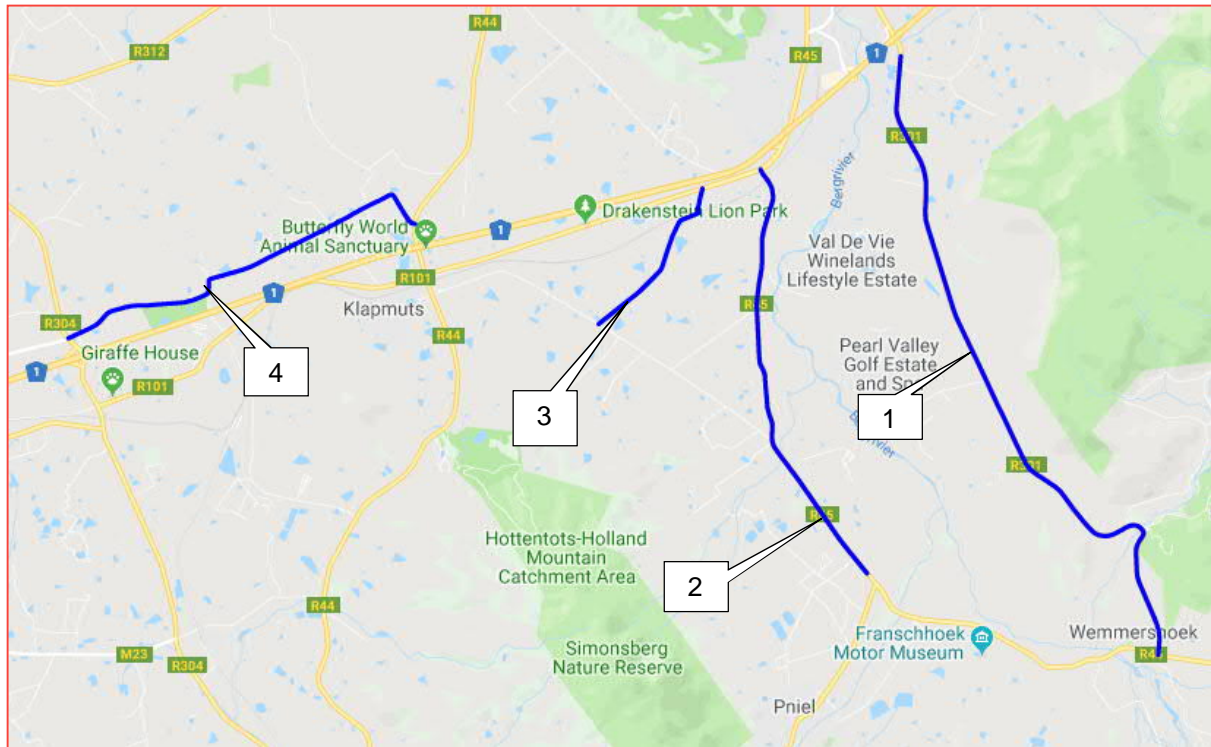 R44
R312
R45
1
1
R301
Bergrivier
Butterfly World
Animal Sanctuary
Drakenstein Lion Park
1
Val De Vie
Winelands
Lifestyle Estate
R101
1
Klapmuts
R45
R304
R44
Giraffe House
1
R101
4
3
Pearl Valley
Golf Estate
and Spa
1
R301
R45
Hottentots-Holland
Mountain
Catchment Area
2
R44
Franschhoek
Motor Museum
Wemmershoek
R45
M23
R304
Simonsberg
Nature Reserve
Pniel